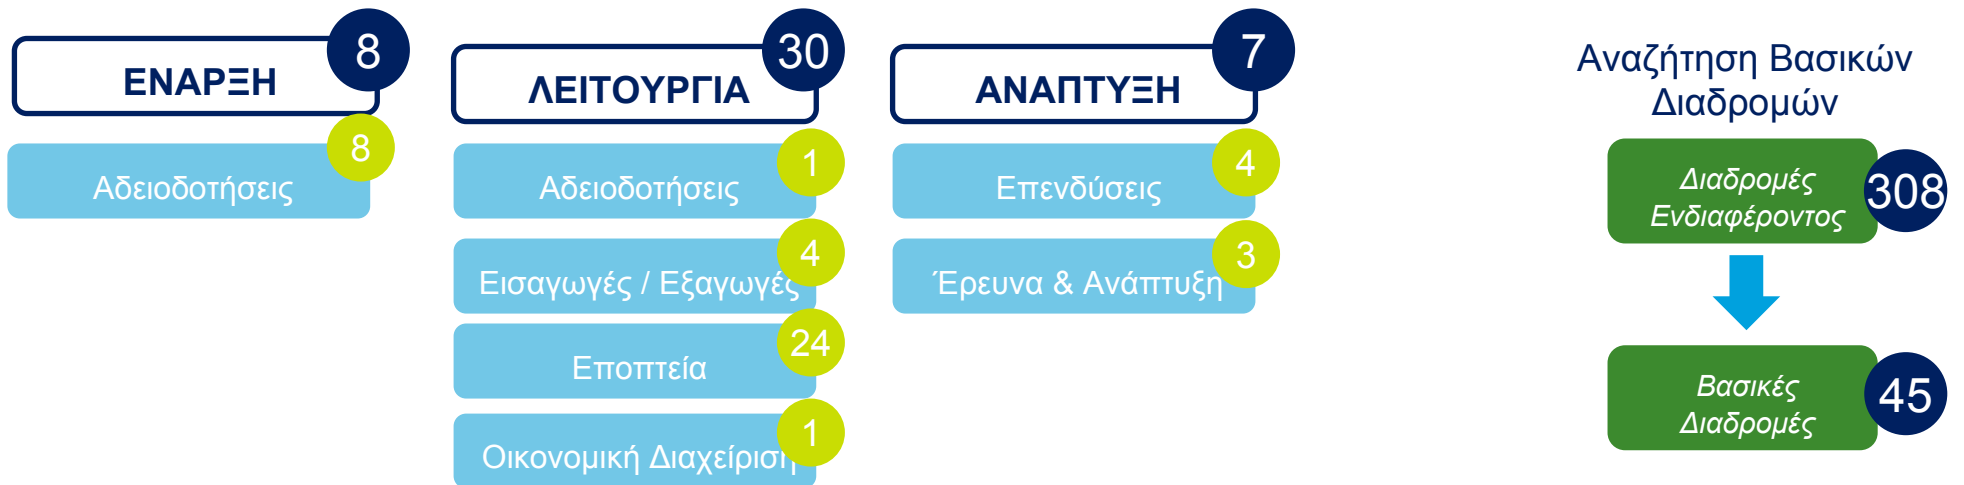 ΕΝΑΡΞΗ
8
Αδειοδοτήσεις
8
ΛΕΙΤΟΥΡΓΙΑ
30
Αδειοδοτήσεις
1
Εισαγωγές / Εξαγωγές
4
Εποπτεία
24
Οικονομική Διαχείριση
1
ΑΝΑΠΤΥΞΗ
7
Επενδύσεις
4
Έρευνα & Ανάπτυξη
3
Αναζήτηση Βασικών
Διαδρομών
Διαδρομές
Ενδιαφέροντος
308
Βασικές
Διαδρομές
45